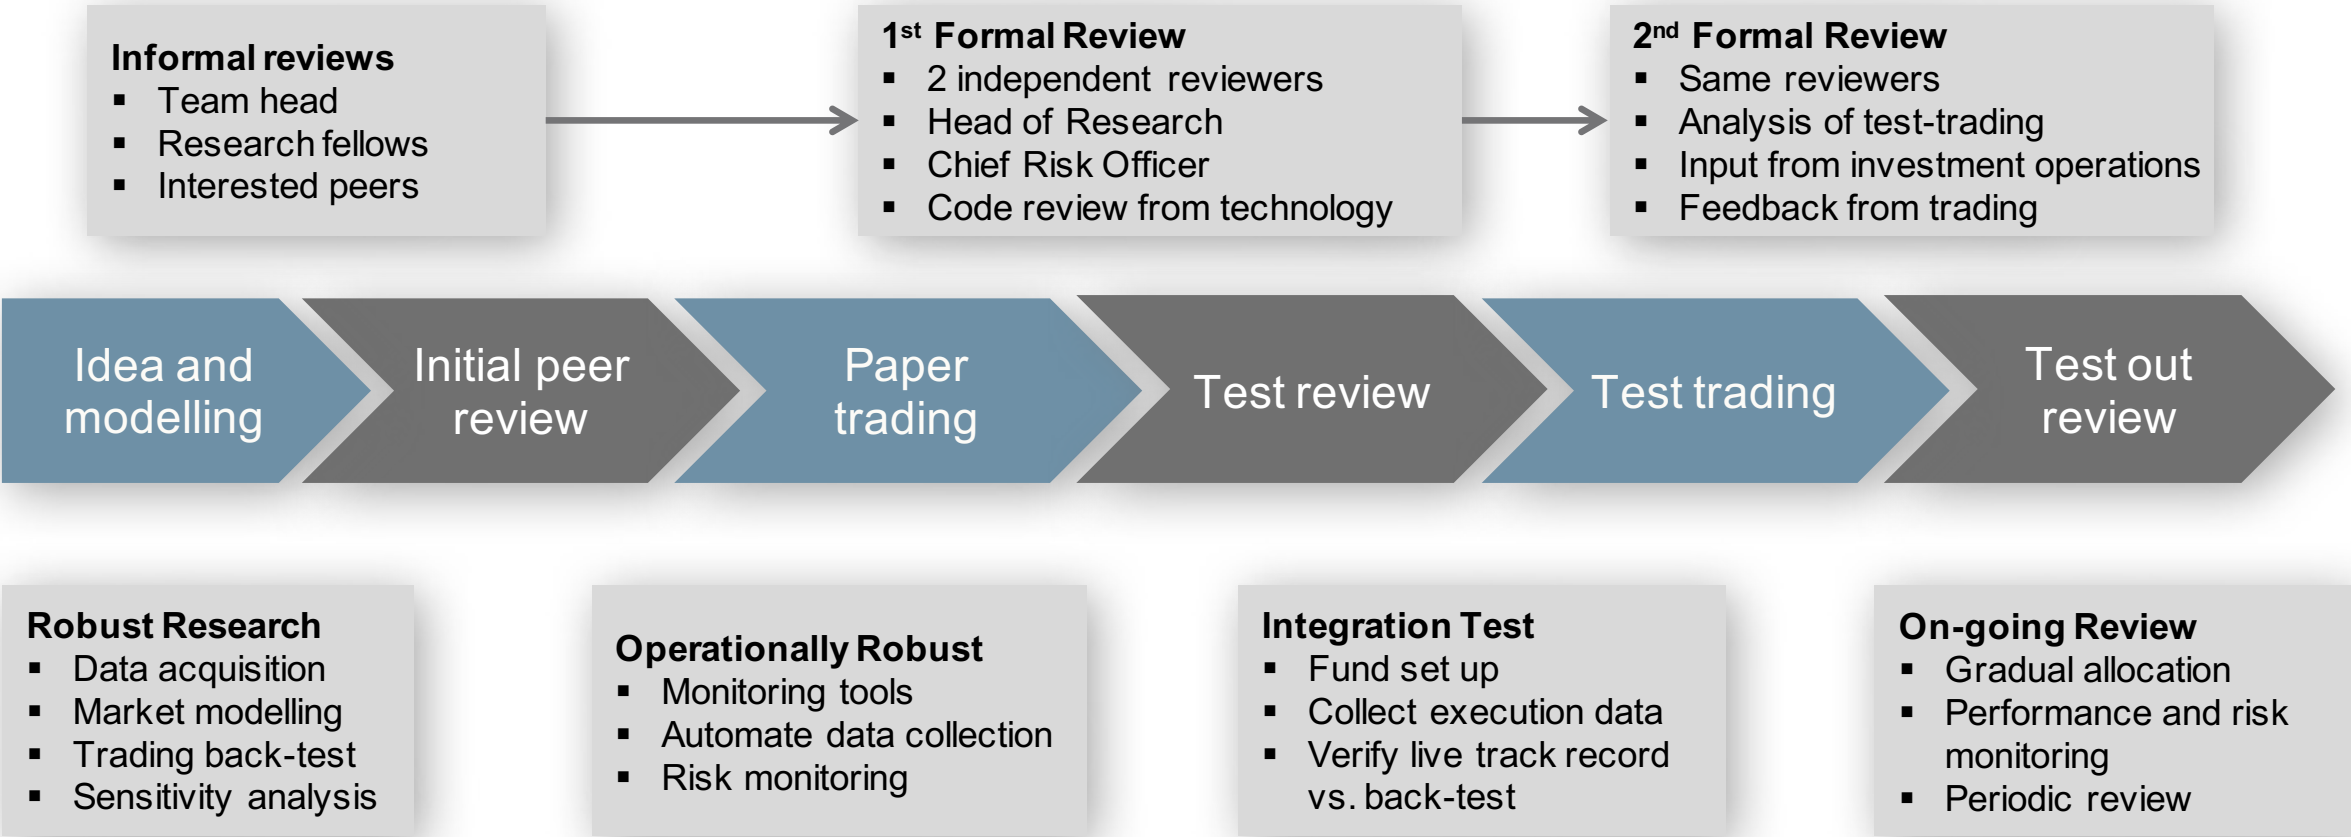 Informal reviews
▪ Team head
▪ Research fellows
▪ Interested peers
1st Formal Review
▪ 2 independent reviewers
▪ Head of Research
▪ Chief Risk Officer
▪ Code review from technology
2nd Formal Review
▪ Same reviewers
▪ Analysis of test-trading
▪ Input from investment operations
▪ Feedback from trading
Idea and
modelling
Initial peer
review
Paper
trading
Test review
Test trading
Test out
review
Robust Research
▪ Data acquisition
▪ Market modelling
▪ Trading back-test
▪ Sensitivity analysis
Operationally Robust
▪ Monitoring tools
▪ Automate data collection
▪ Risk monitoring
Integration Test
▪ Fund set up
▪ Collect execution data
▪ Verify live track record
vs. back-test
On-going Review
▪ Gradual allocation
▪ Performance and risk
monitoring
▪ Periodic review